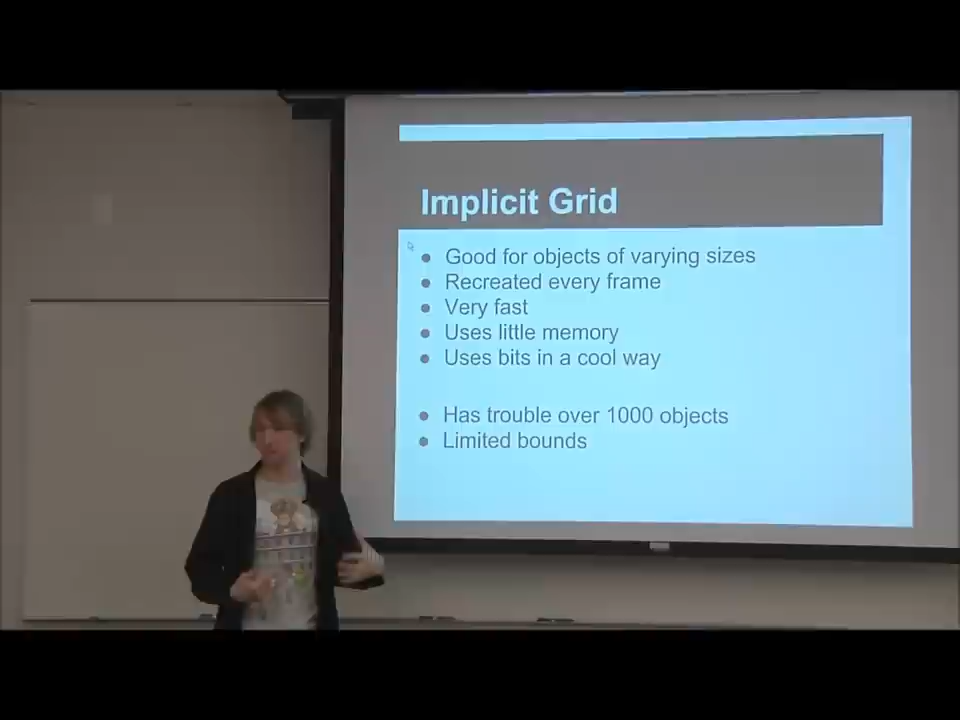 Implicit Grid
● Good for objects of varying sizes
● Recreated every frame
● Very fast
● Uses little memory
● Uses bits in a cool way
● Has trouble over 1000 objects
● Limited bounds